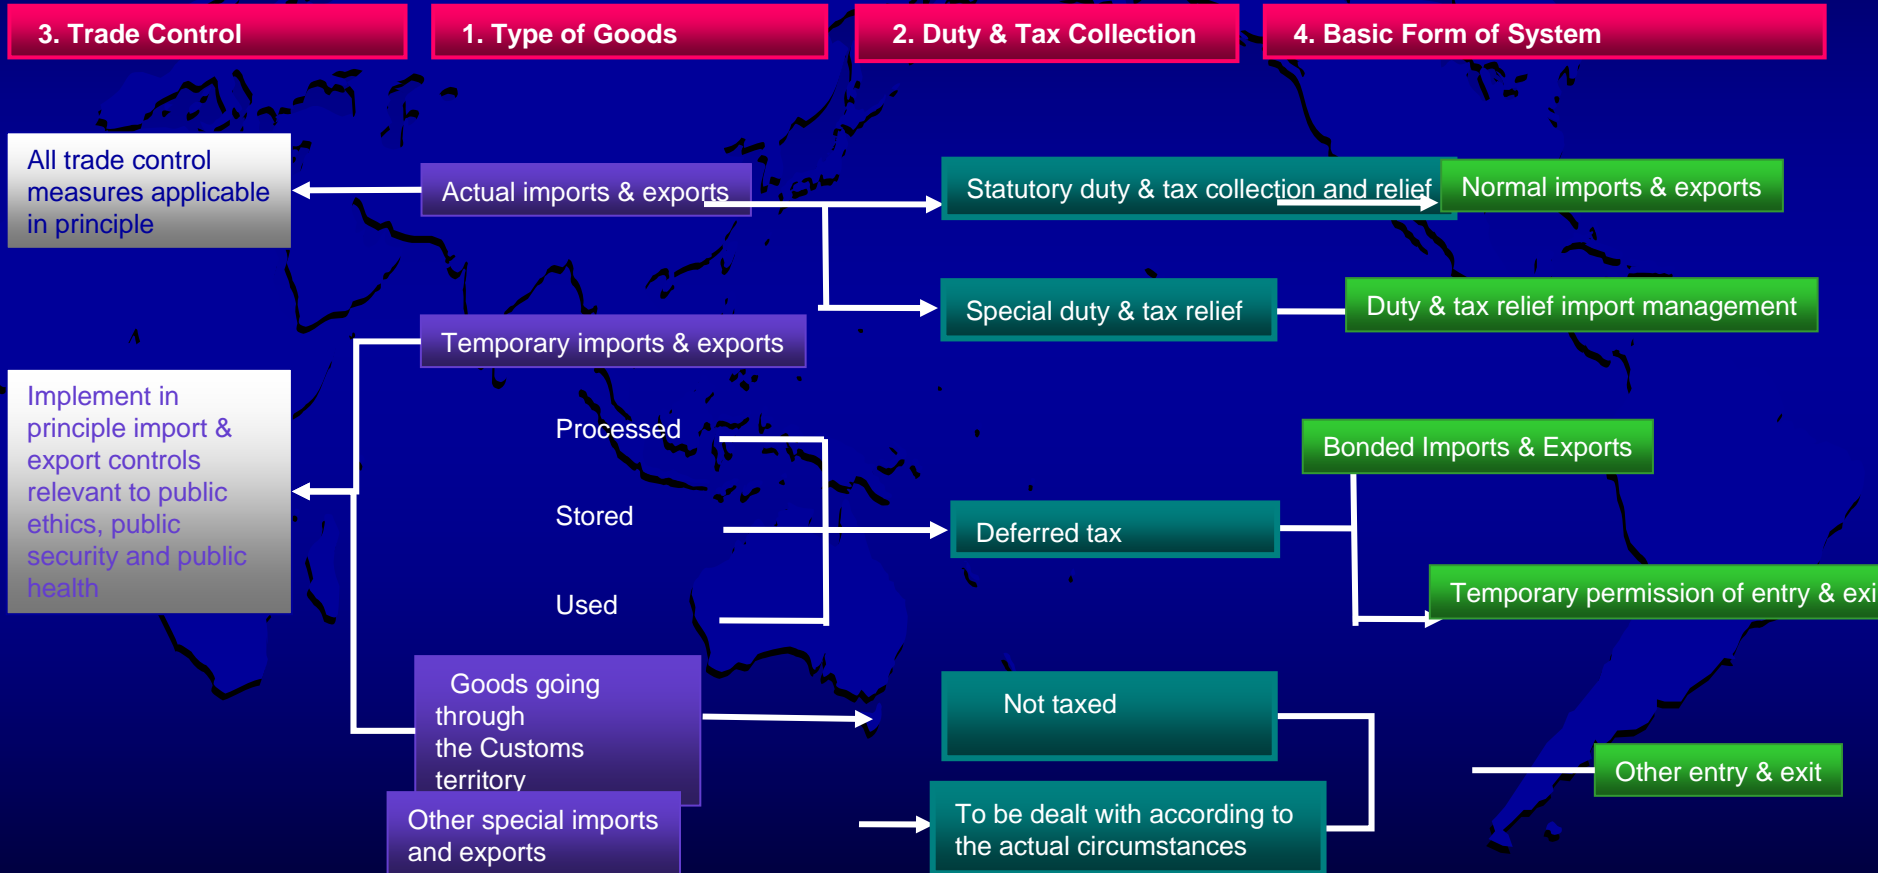 3. Trade Control
1. Type of Goods
2. Duty & Tax Collection
4. Basic Form of System
All trade control
measures applicable
in principle
Actual imports & exports
Statutory duty & tax collection and relief
Normal imports & exports
Special duty & tax relief
Duty & tax relief import management
Temporary imports & exports
Implement in
principle import &
export controls
relevant to public
ethics, public
security and public
health
Processed
Stored
Used
Bonded Imports & Exports
Deferred tax
Temporary permission of entry & exi
Goods going
through
the Customs
territory
Not taxed
Other entry & exit
Other special imports
and exports
To be dealt with according to
the actual circumstances